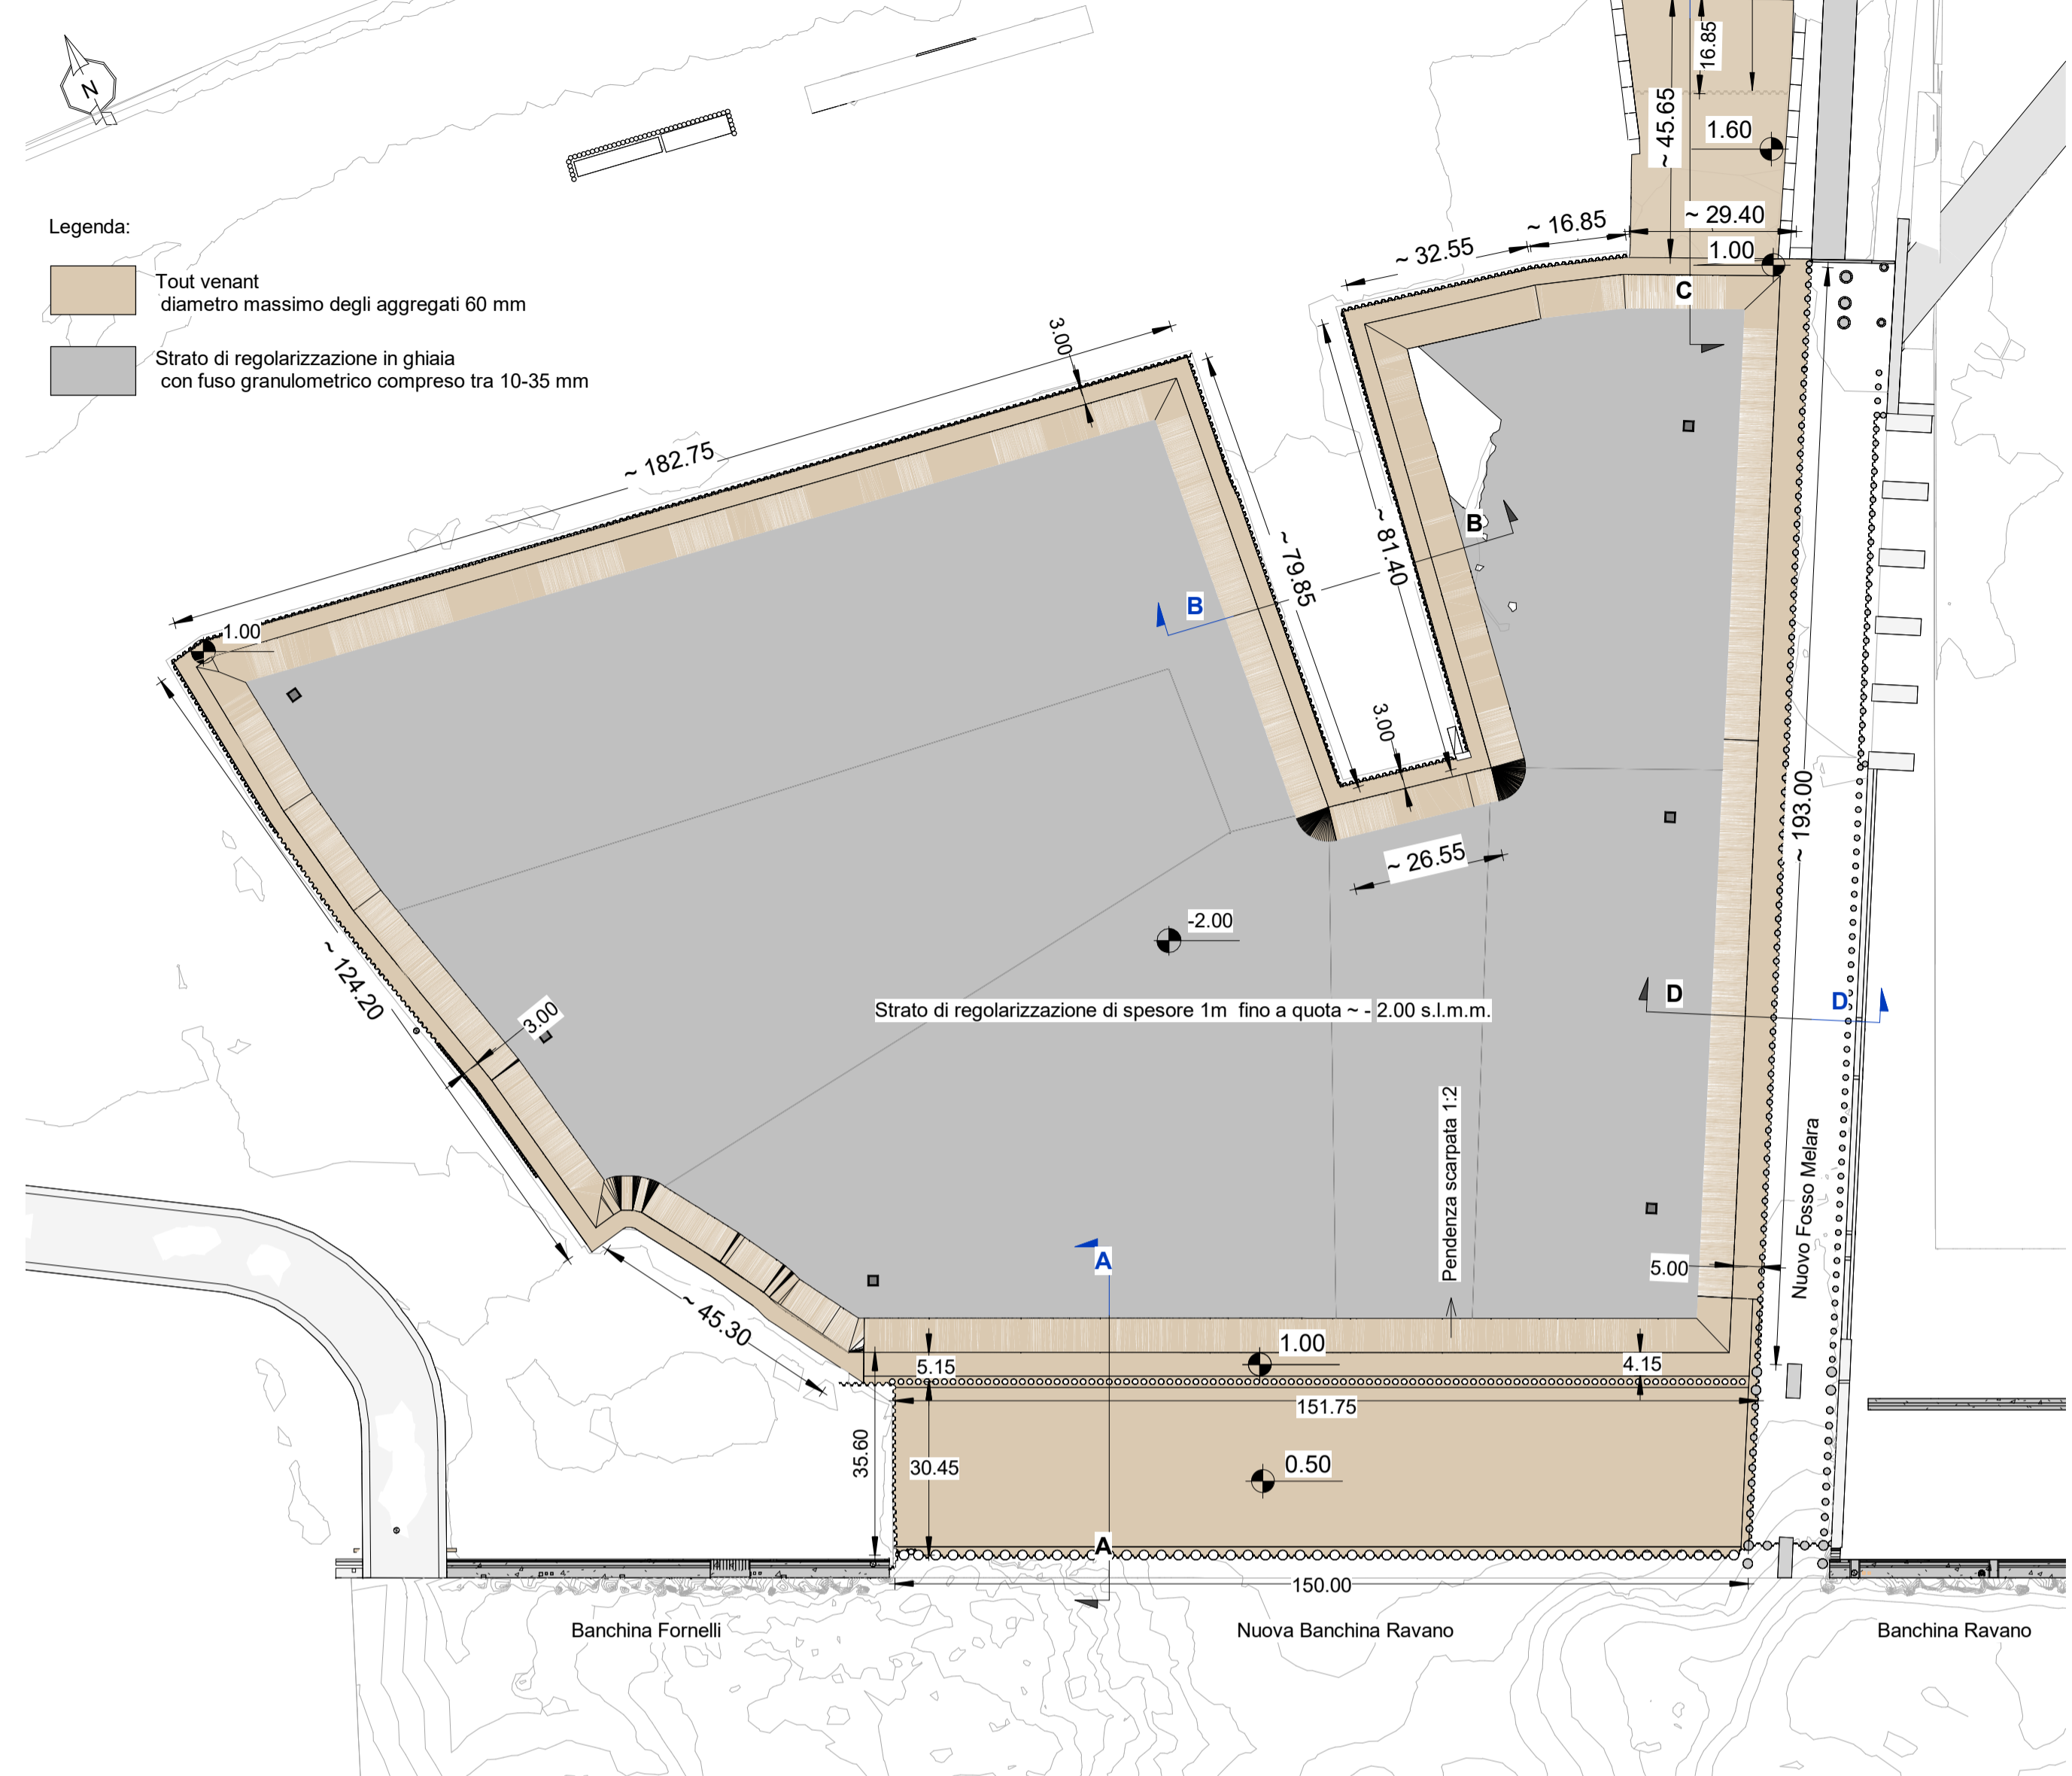 N
16.85
~ 45.65
1.60
~ 29.40
~ 16.85
~ 32.55
1.00
C
Legenda:
Tout venant
diametro massimo degli aggregati 60 mm
Strato di regolarizzazione in ghiaia
con fuso granulometrico compreso tra 10-35 mm
3.00
~ 182.75
B
~ 79.85
~ 81.40
B
1.00
3.00
~ 193.00
~ 26.55
-2.00
~ 124.20
3.00
D
D
Strato di regolarizzazione di spesore 1m fino a quota ~ - 2.00 s.l.m.m.
Pendenza scarpata 1:2
Nuovo Fosso Melara
A
5.00
~ 45.30
1.00
5.15
4.15
151.75
35.60
30.45
0.50
A
150.00
Banchina Fornelli
Nuova Banchina Ravano
Banchina Ravano